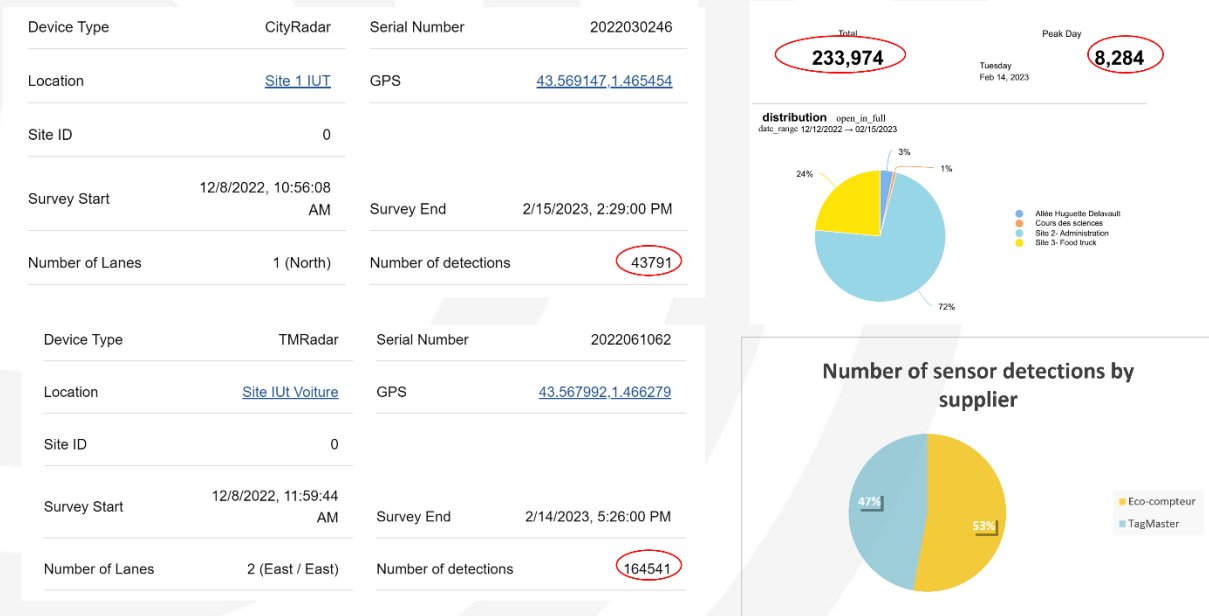 Device Type CityRadar Serial Number 2022030246
Location Site 1 IUT GPS 43.569147,1.465454
Site ID 0
Survey Start 12/8/2022, 10:56:08
AM
Survey End 2/15/2023, 2:29:00 PM
Number of Lanes 1 (North) Number of detections 43791
Device Type TMRadar Serial Number 2022061062
Location Site IUt Voiture GPS 43.567992,1.466279
Site ID 0
Survey Start 12/8/2022, 11:59:44
AM
Survey End 2/14/2023, 5:26:00 PM
Number of Lanes 2 (East / East) Number of detections 164541
Total
233,974
Peak Day
Tuesday
Feb 14, 2023
8,284
distribution open_in_full
date_range 12/12/2022 → 02/15/2023
3%
1%
24%
72%
Allée Huguette Delavault
Cours des sciences
Site 2- Administration
Site 3- Food truck
Number of sensor detections by
supplier
47%
53%
Eco-compteur
TagMaster